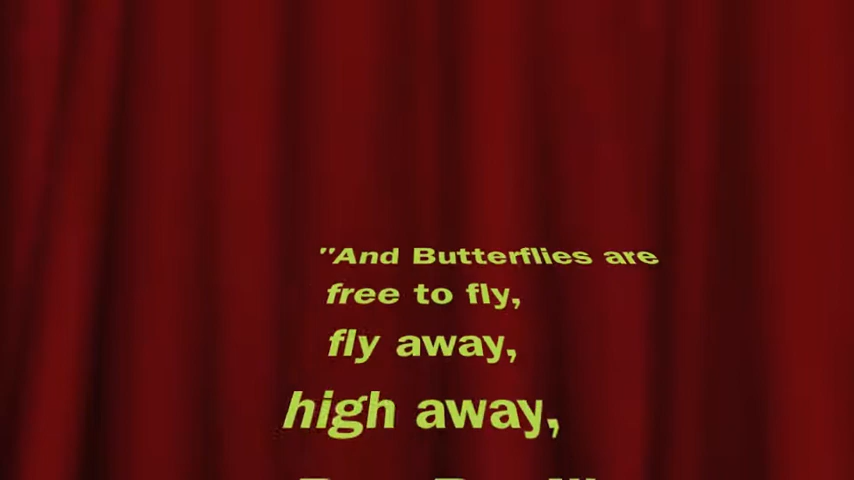 "And Butterflies are
free to fly,
fly away,
high away,